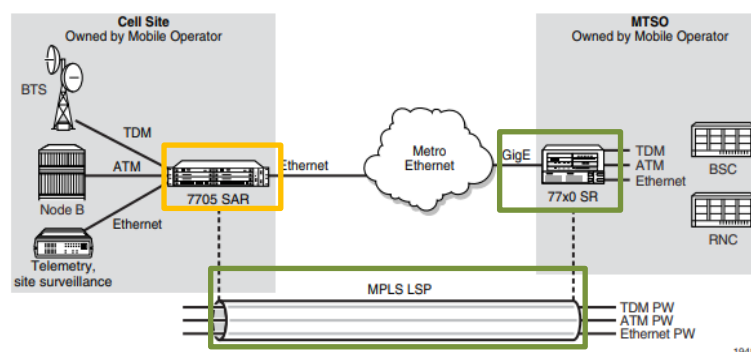 Cell Site
Owned by Mobile Operator
MTSO
Owned by Mobile Operator
BTS
TDM
ATM
Ethernet
Node B
Telemetry,
site surveillance
7705 SAR
Ethernet
Metro
Ethernet
GigE
77x0 SR
TDM
ATM
Ethernet
BSC
RNC
MPLS LSP
TDM PW
ATM PW
Ethernet PW